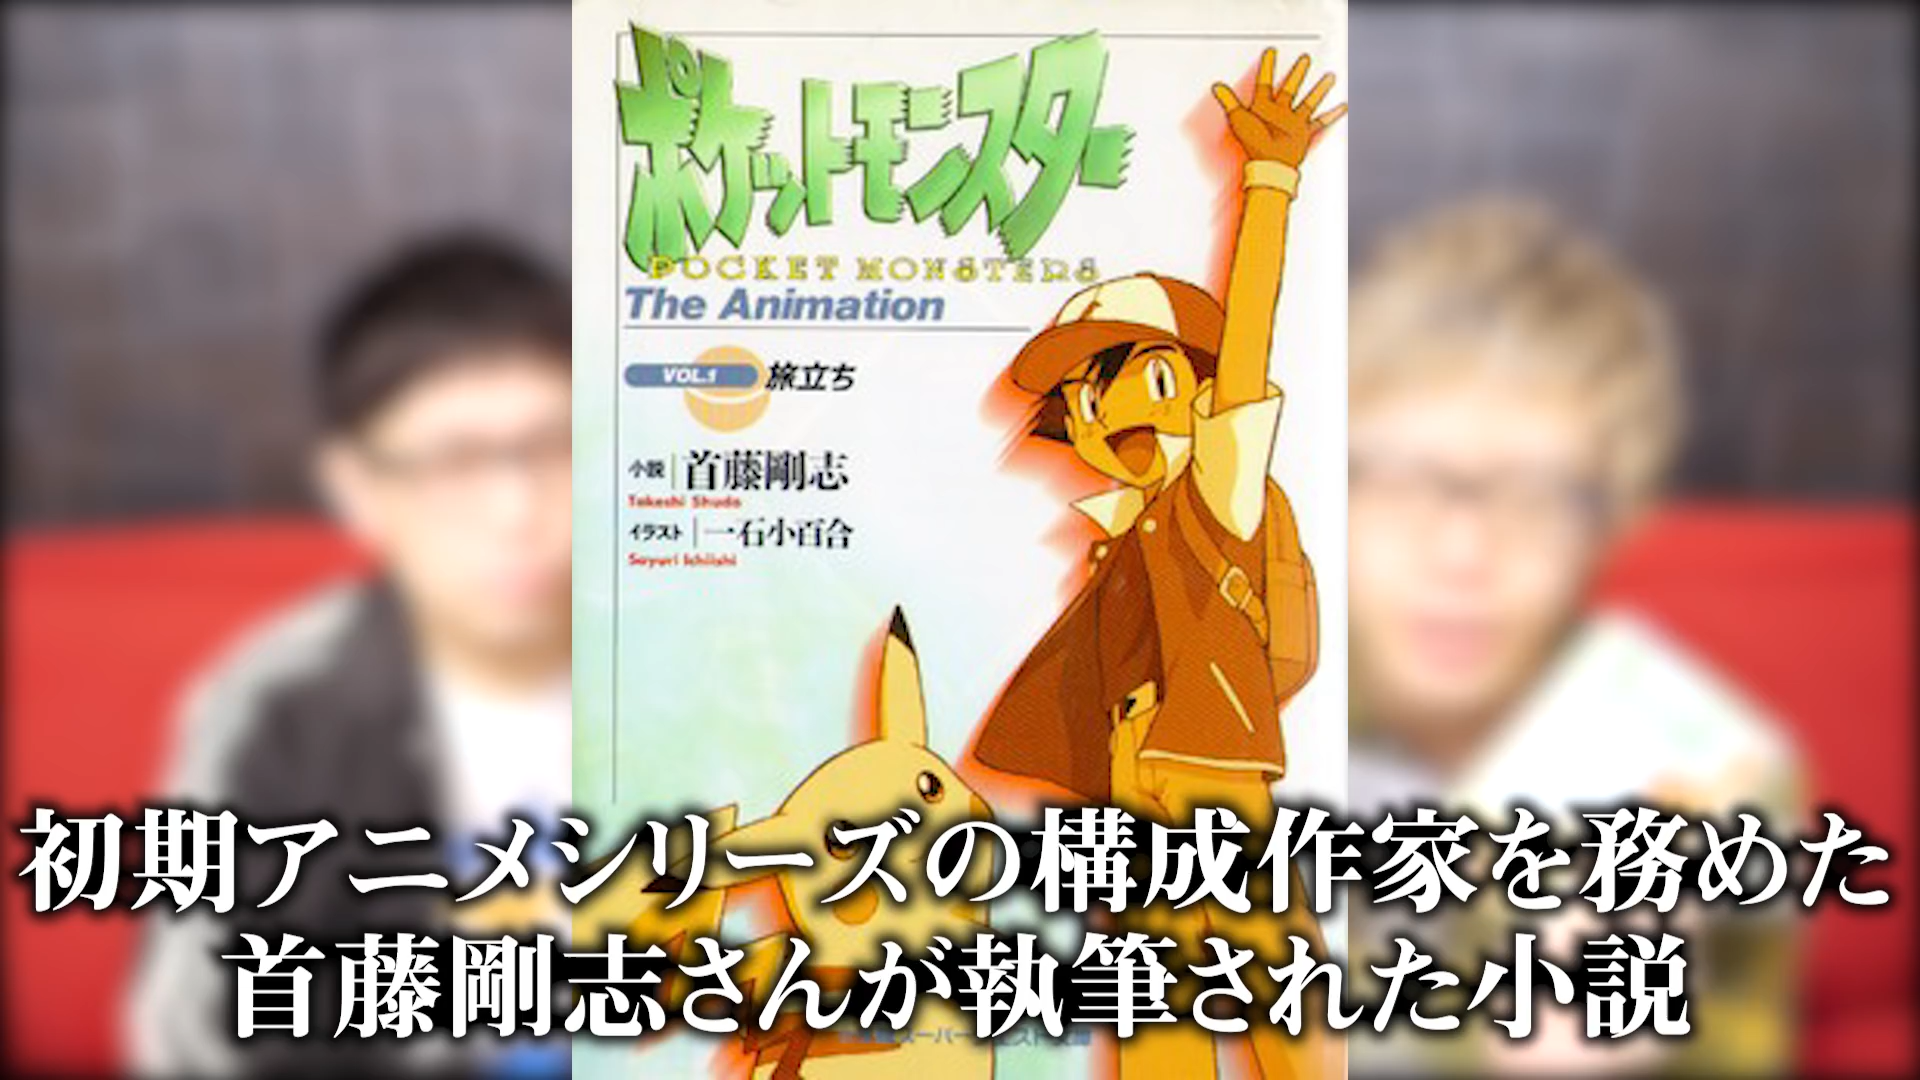 ポケットモンスター
POCKET MONSTERS
The Animation
VOL.1 旅立ち
小説 首藤剛志
Takeshi Shudo
イラスト 一石小百合
Sayuri Ichiishi
初期アニメシリーズの構成作家を務めた
首藤剛志さんが執筆された小説